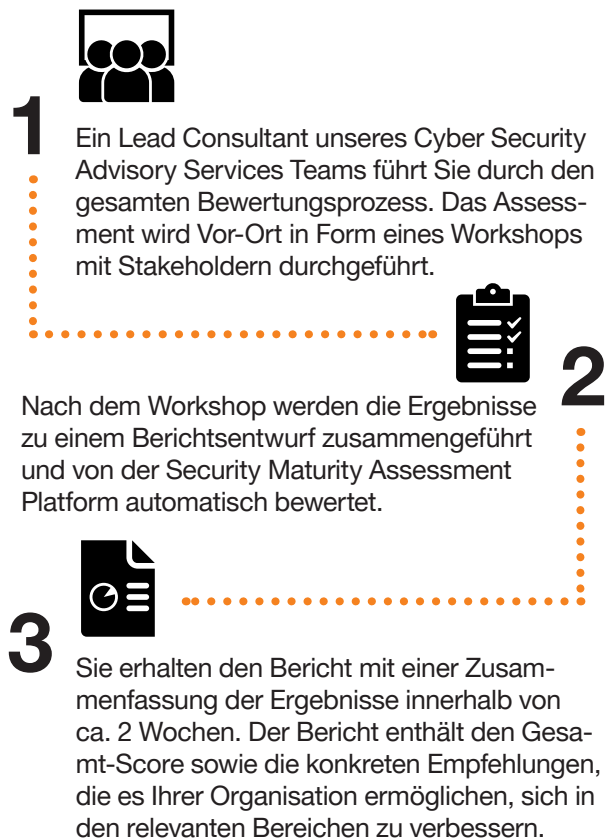 1
Ein Lead Consultant unseres Cyber Security
Advisory Services Teams führt Sie durch den
gesamten Bewertungsprozess. Das Assess-
ment wird Vor-Ort in Form eines Workshops
mit Stakeholdern durchgeführt.
2
Nach dem Workshop werden die Ergebnisse
zu einem Berichtsentwurf zusammengeführt
und von der Security Maturity Assessment
Platform automatisch bewertet.
3
Sie erhalten den Bericht mit einer Zusam-
menfassung der Ergebnisse innerhalb von
ca. 2 Wochen. Der Bericht enthält den Gesa-
mt-Score sowie die konkreten Empfehlungen,
die es Ihrer Organisation ermöglichen, sich in
den relevanten Bereichen zu verbessern.